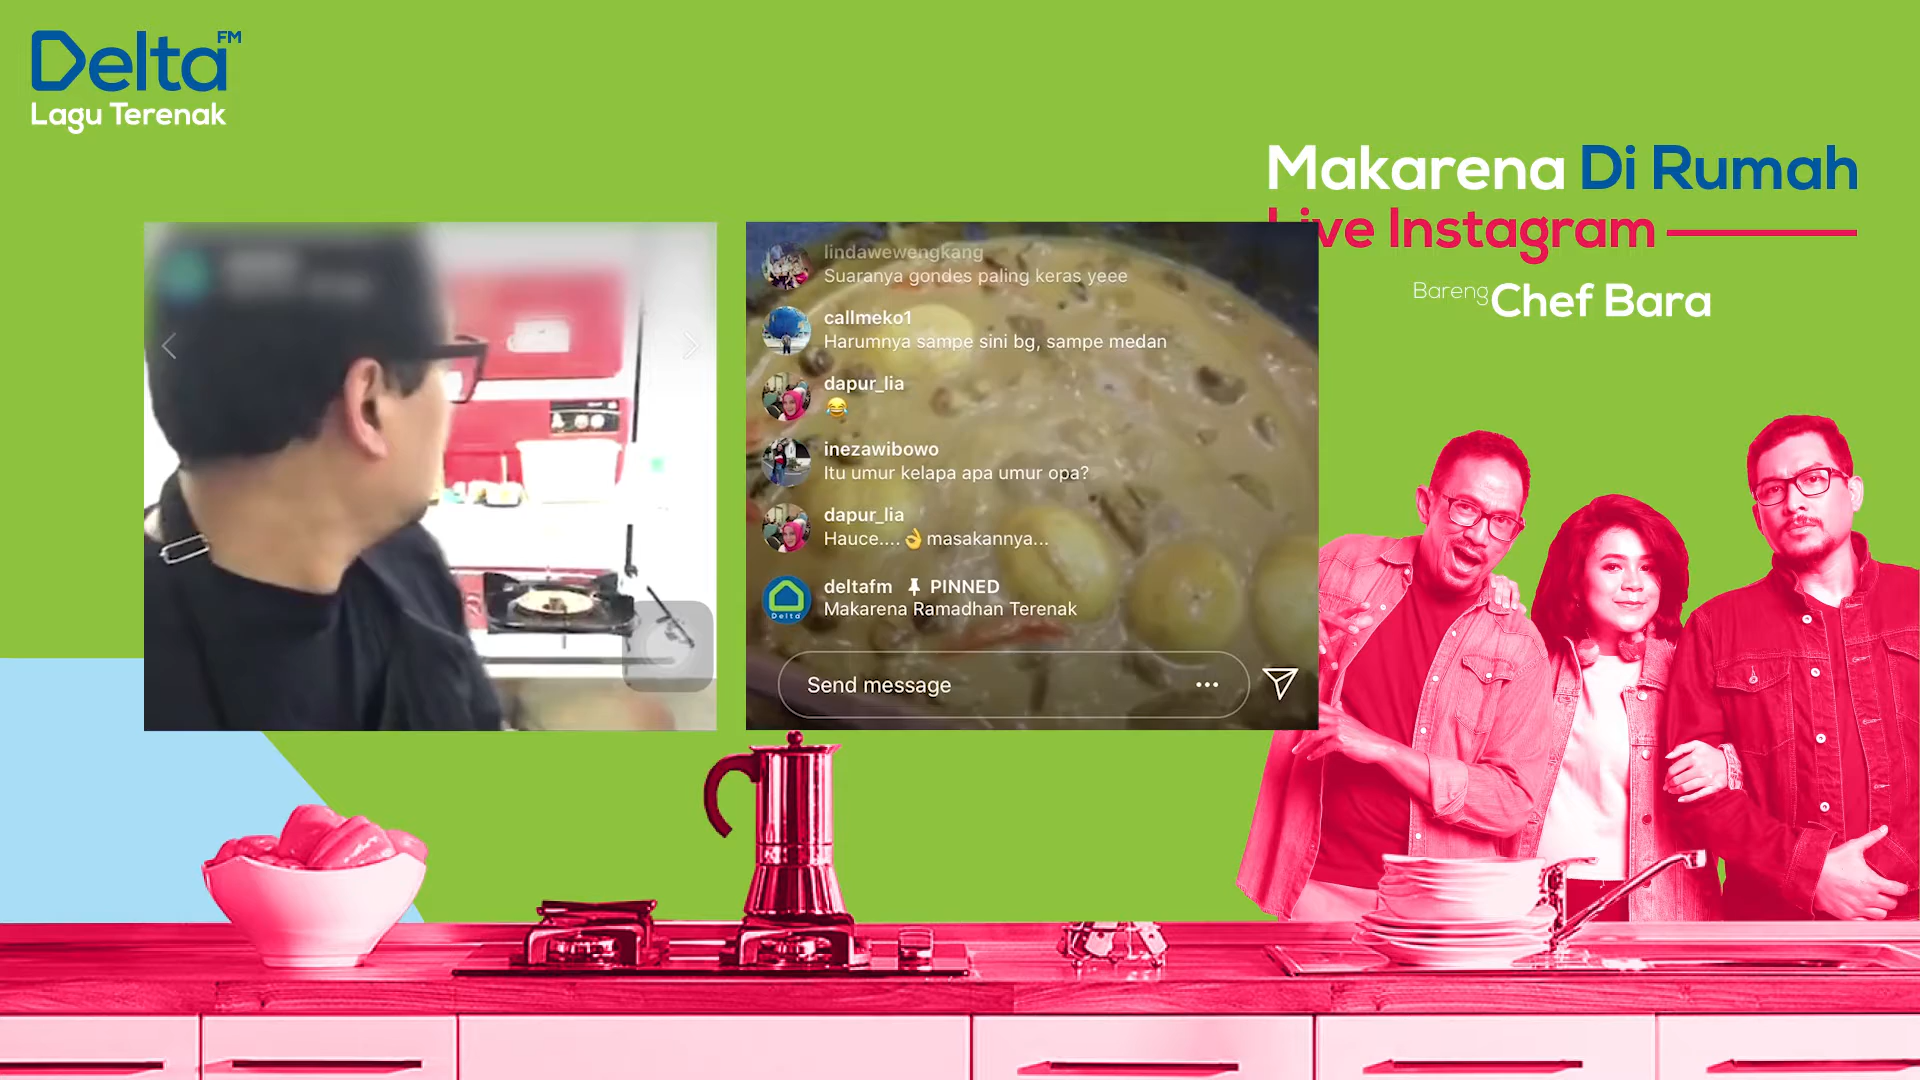 Delta FM
Lagu Terenak
Makarena Di Rumah
Live Instagram
Bareng Chef Bara
lindawewengkang
Suaranya gondes paling keras yeee
callmeko1
Harumnya sampe sini bg, sampe medan
dapur_lia
😂
inezawibowo
Itu umur kelapa apa umur opa?
dapur_lia
Hauce....👌masakannya...
deltafm 📌 PINNED
Makarena Ramadhan Terenak
Delta
Send message